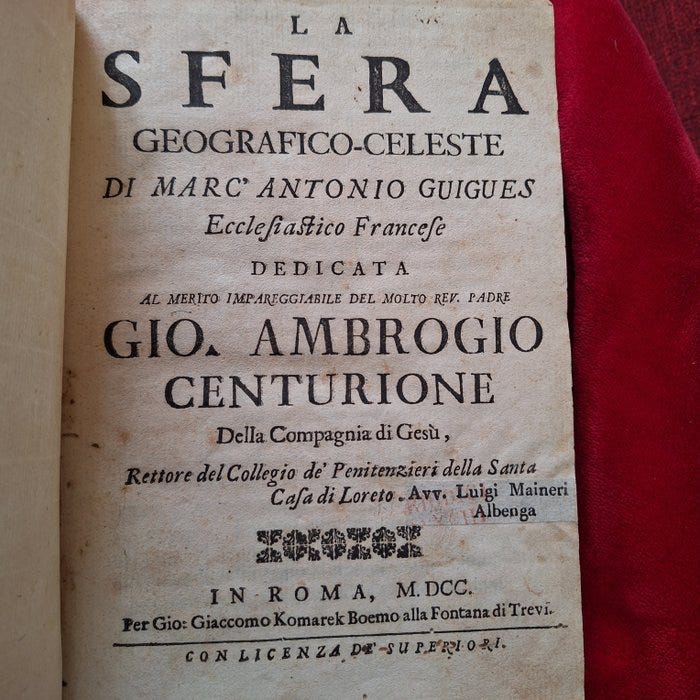 LA
SFERA
GEOGRAFICO-CELESTE
DI MARC' ANTONIO GUIGUES
Eccleſiaſtico Franceſe
DEDICATA
AL MERITO IMPAREGGIABILE DEL MOLTO REV. PADRE
GIO. AMBROGIO
CENTURIONE
Della Compagnia di Gesù,
Rettore del Collegio de' Penitenzieri della Santa
Caſa di Loreto.
Avv. Luigi Maineri
Albenga
IN ROMA, M.DCC.
Per Gio: Giaccomo Komarek Boemo alla Fontana di Trevi.
CON LICENZA DE' SUPERIORI.